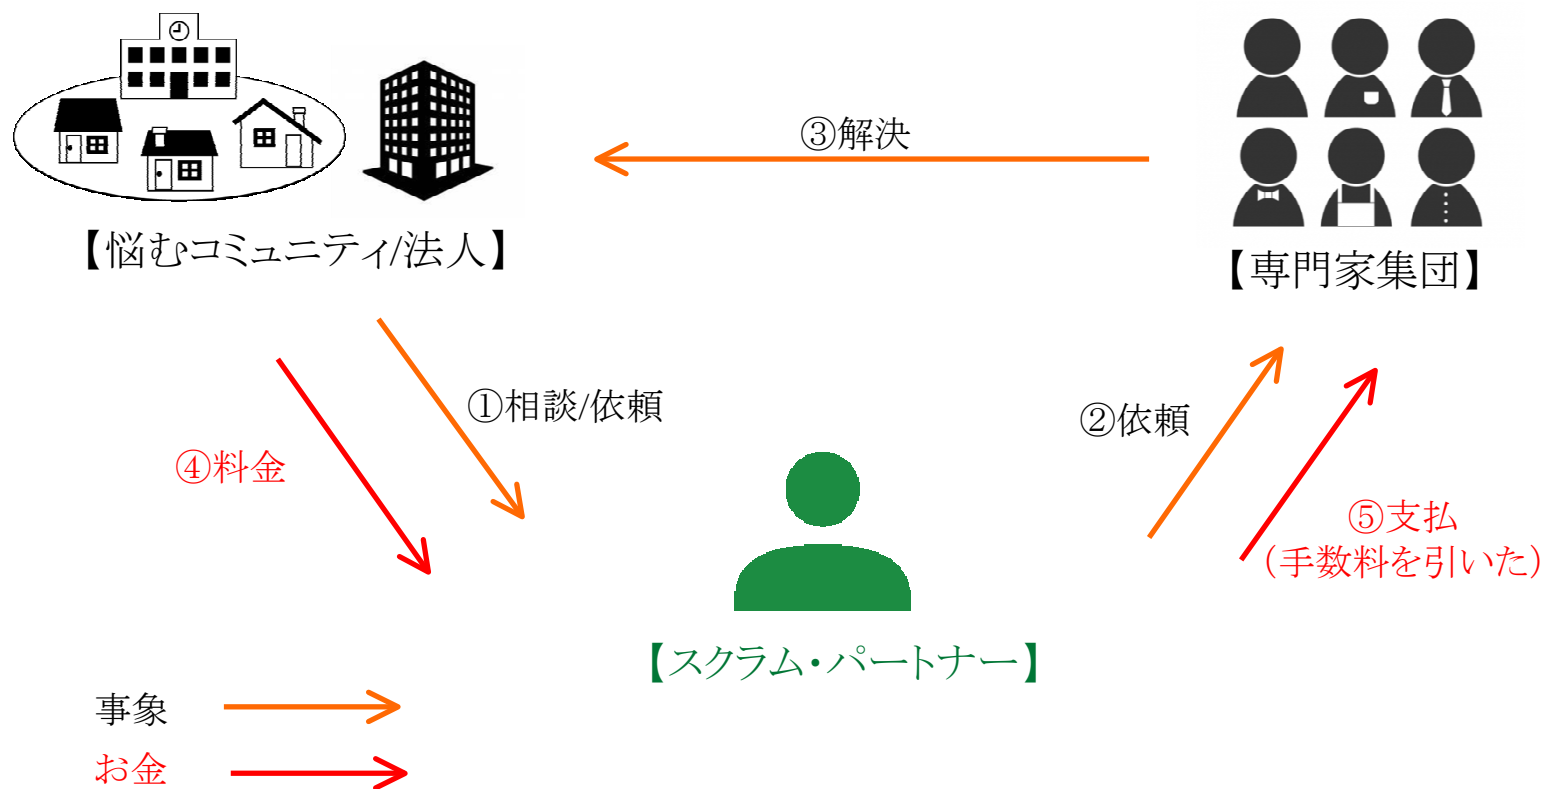 ③解決
【悩むコミュニティ/法人】
【専門家集団】
①相談/依頼
②依頼
④料金
⑤支払
（手数料を引いた）
【スクラム・パートナー】
事象
お金